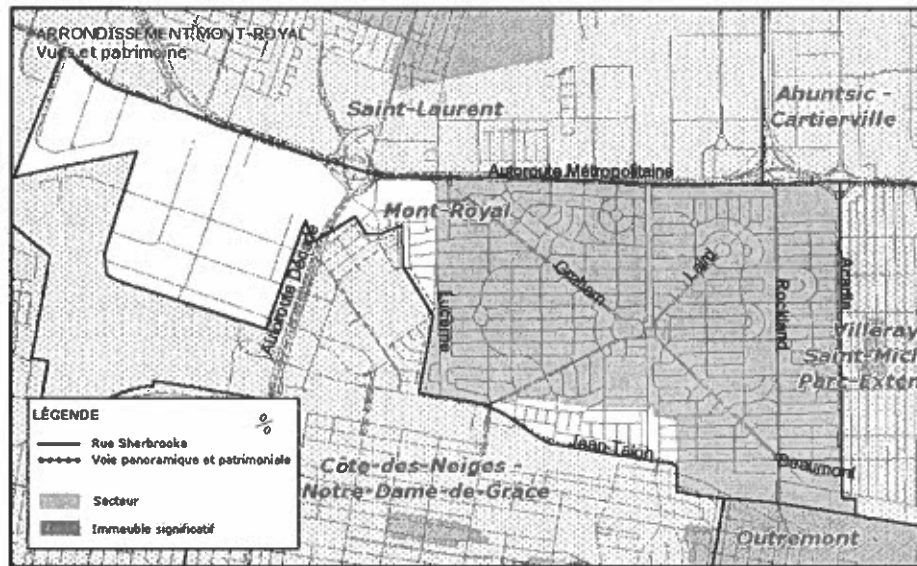 ARRONDISSEMENT MONT-ROYAL
Vues et patrimoine
Saint-Laurent
Ahuntsic -
Cartierville
Autoroute Métropolitaine
Mont-Royal
Autoroute Décarie
Lucerne
Graham
Laird
Rockland
Acadie
Villeray
Saint-Mich
Parc-Exten
LÉGENDE
Rue Sherbrooke
Voie panoramique et patrimoniale
Secteur
Immeuble significatif
Jean-Talon
Beaumont
Côte-des-Neiges -
Notre-Dame-de-Grâce
Outremont